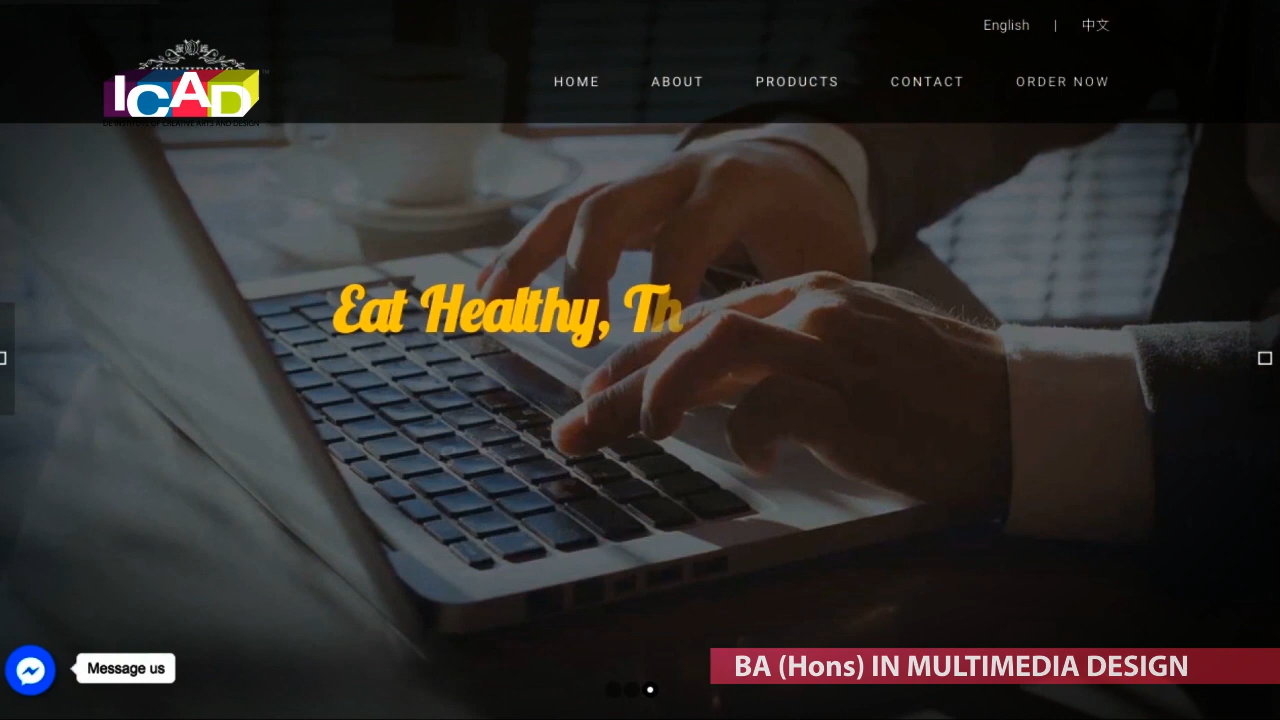 English | 中文
ICAD
HOME ABOUT PRODUCTS CONTACT ORDER NOW
Eat Healthy, Th
Message us
BA (Hons) IN MULTIMEDIA DESIGN